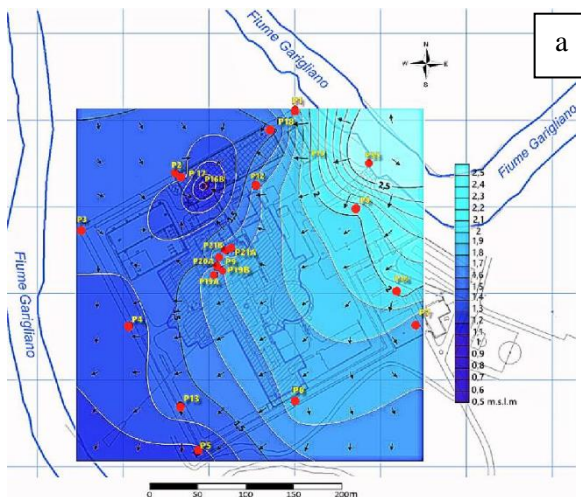 a
Fiume Garigliano
Fiume Garigliano
Fiume Garigliano
N
W E
S
P18
P2
P 17
P16B
P12
2,5
P3
P21B
P21A
P20A
P9
P19B
P19A
P4
P13
P6
P5
2,5
2,4
2,2
2,1
2
1,9
1,8
1,7
1,6
1,5
1,4
1,3
1,2
1,1
1
0,9
0,8
0,7
0,6
0,5 m.s.l.m
0 50 100 150 200m